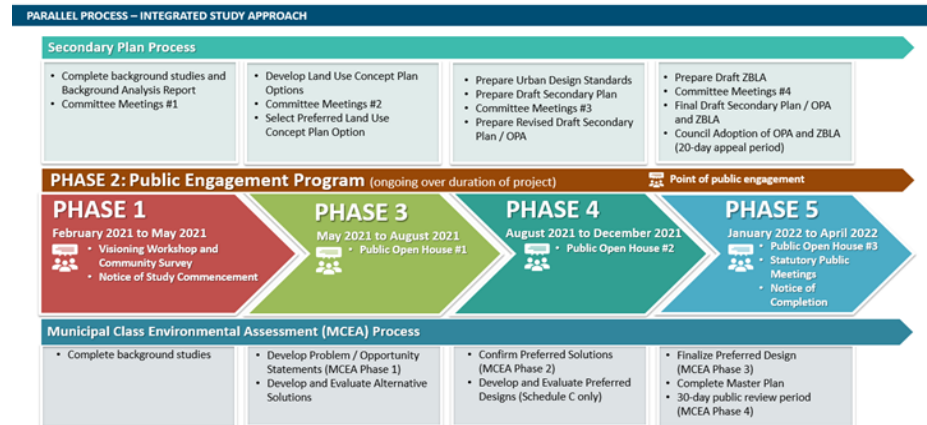 PARALLEL PROCESS – INTEGRATED STUDY APPROACH
Secondary Plan Process
• Complete background studies and
Background Analysis Report
• Committee Meetings #1
• Develop Land Use Concept Plan
Options
• Committee Meetings #2
• Select Preferred Land Use
Concept Plan Option
• Prepare Urban Design Standards
• Prepare Draft Secondary Plan
• Committee Meetings #3
• Prepare Revised Draft Secondary
Plan / OPA
• Prepare Draft ZBLA
• Committee Meetings #4
• Final Draft Secondary Plan / OPA
and ZBLA
• Council Adoption of OPA and ZBLA
(20-day appeal period)
PHASE 2: Public Engagement Program (ongoing over duration of project)
Point of public engagement
PHASE 1
February 2021 to May 2021
• Visioning Workshop and
Community Survey
• Notice of Study Commencement
PHASE 3
May 2021 to August 2021
• Public Open House #1
PHASE 4
August 2021 to December 2021
• Public Open House #2
PHASE 5
January 2022 to April 2022
• Public Open House #3
• Statutory Public
Meetings
• Notice of
Completion
Municipal Class Environmental Assessment (MCEA) Process
• Complete background studies
• Develop Problem / Opportunity
Statements (MCEA Phase 1)
• Develop and Evaluate Alternative
Solutions
• Confirm Preferred Solutions
(MCEA Phase 2)
• Develop and Evaluate Preferred
Designs (Schedule C only)
• Finalize Preferred Design
(MCEA Phase 3)
• Complete Master Plan
• 30-day public review period
(MCEA Phase 4)